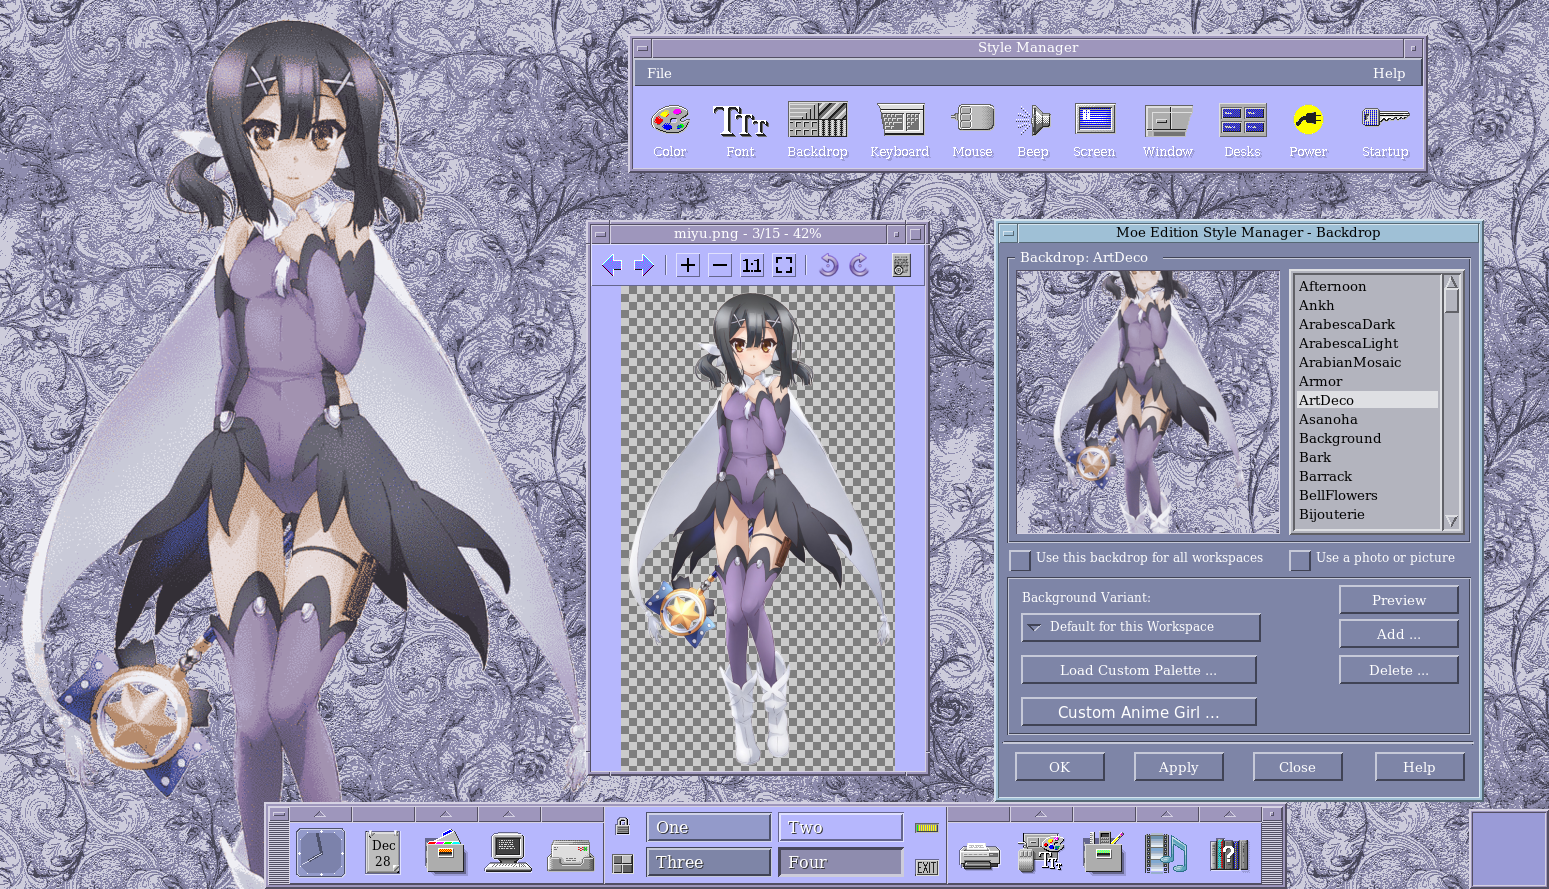 Style Manager
File Help
TTT
Color Font Backdrop Keyboard Mouse Beep Screen Window Desks Power Startup
miyu.png - 3/15 - 42%
1:1
Moe Edition Style Manager - Backdrop
Backdrop: ArtDeco
Afternoon
Ankh
ArabescaDark
ArabescaLight
ArabianMosaic
Armor
ArtDeco
Asanoha
Background
Bark
Barrack
BellFlowers
Bijouterie
Use this backdrop for all workspaces Use a photo or picture
Background Variant:
Default for this Workspace
Load Custom Palette ...
Custom Anime Girl ...
Preview
Add ...
Delete ...
OK Apply Close Help
Dec
28
One Two
Three Four
EXIT
TTT
?